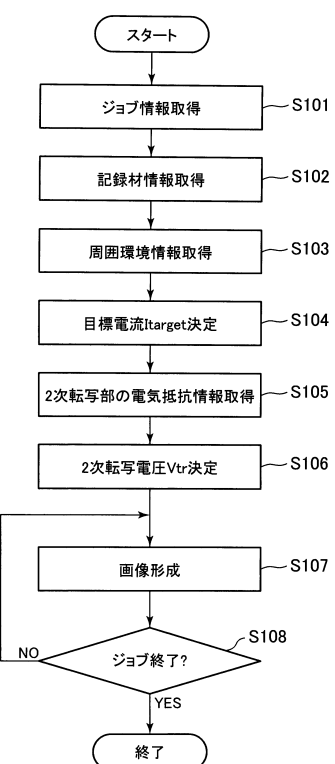 スタート
ジョブ情報取得
S101
記録材情報取得
S102
周囲環境情報取得
S103
目標電流Itarget決定
S104
2次転写部の電気抵抗情報取得
S105
2次転写電圧Vtr決定
S106
画像形成
S107
ジョブ終了?
S108
NO
YES
終了